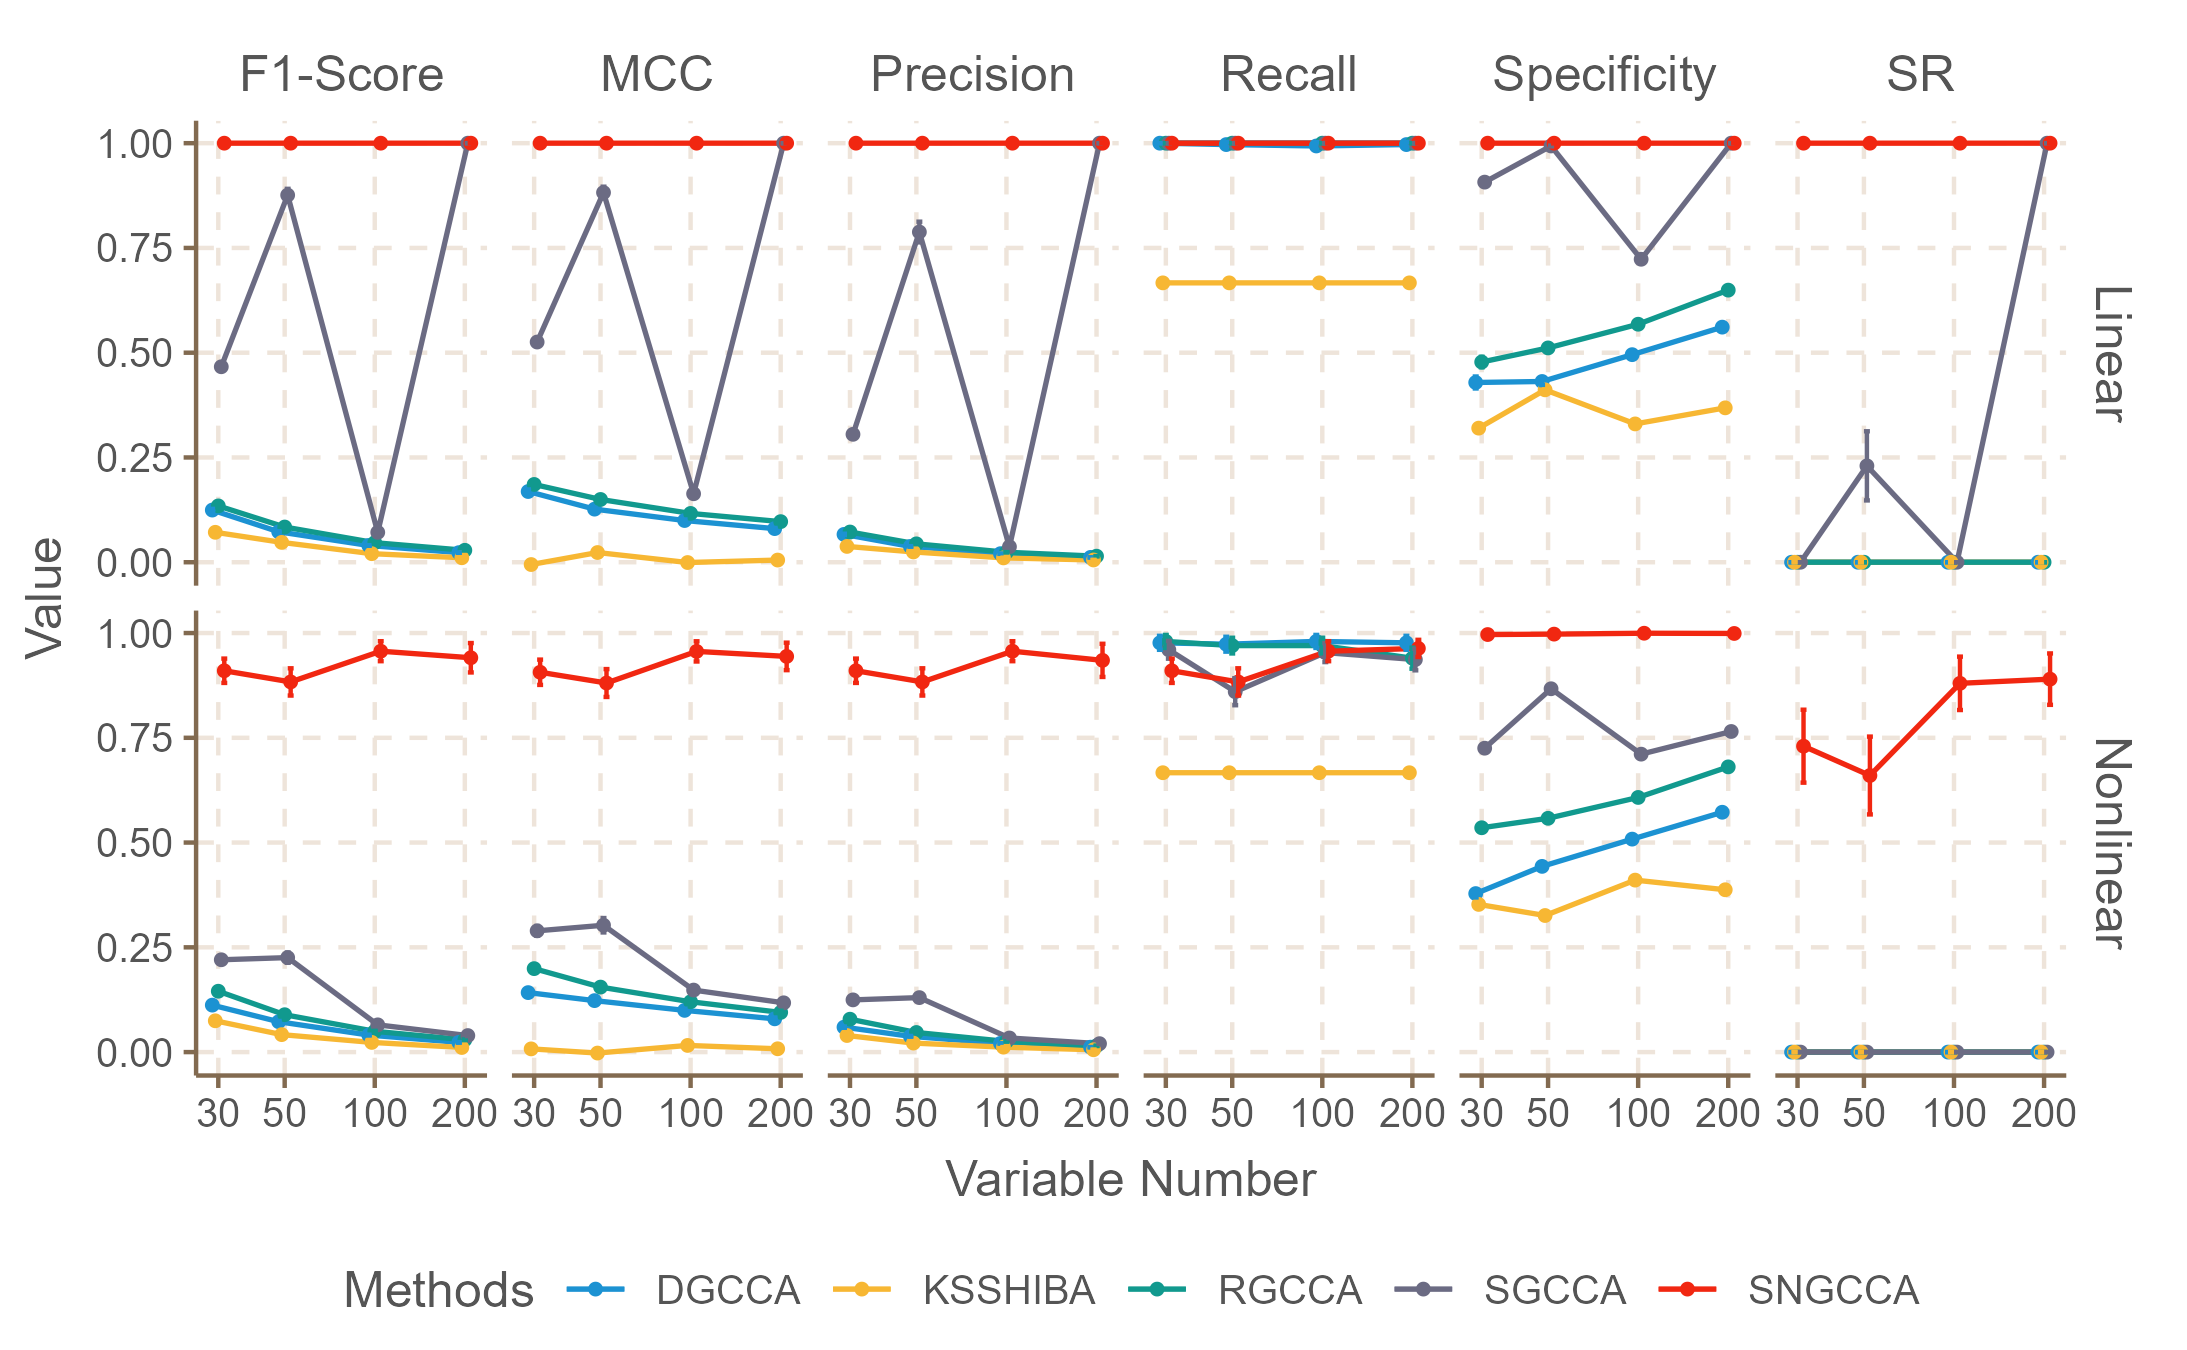 F1-Score MCC Precision Recall Specificity SR
1.00
0.75
0.50
0.25
0.00
Linear
Value
1.00
0.75
0.50
0.25
0.00
Nonlinear
30 50 100 200 30 50 100 200 30 50 100 200 30 50 100 200 30 50 100 200 30 50 100 200
Variable Number
Methods DGCCA KSSHIBA RGCCA SGCCA SNGCCA